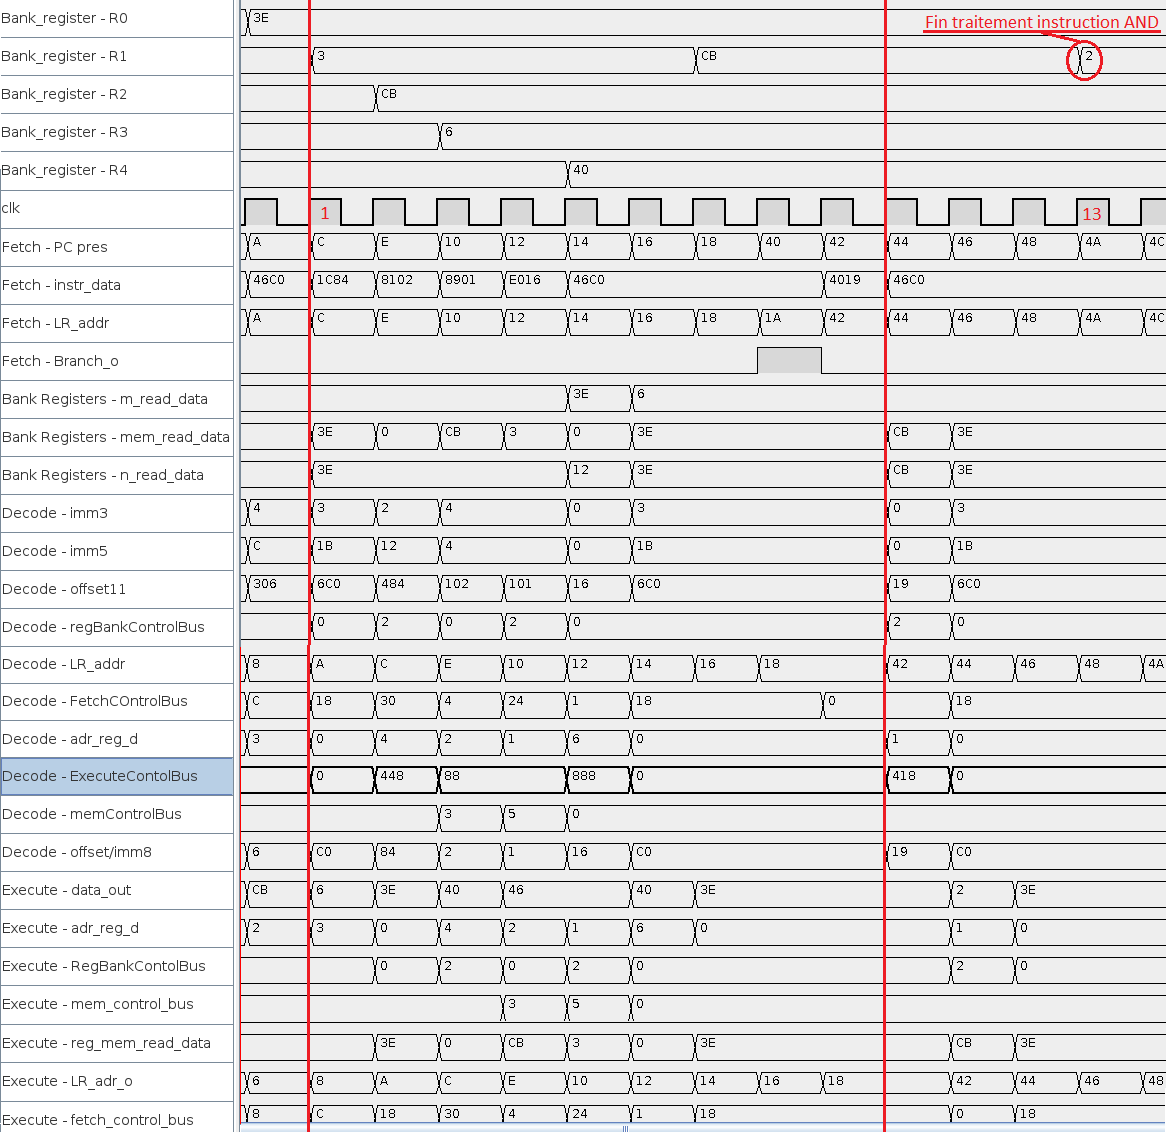 Bank_register - R0 3E Fin traitement instruction AND
Bank_register - R1 3 CB 2
Bank_register - R2 CB
Bank_register - R3 6
Bank_register - R4 40
clk 1 13
Fetch - PC pres A C E 10 12 14 16 18 40 42 44 46 48 4A 4C
Fetch - instr_data 46C0 1C84 8102 8901 E016 46C0 4019 46C0
Fetch - LR_addr A C E 10 12 14 16 18 1A 42 44 46 48 4A 4C
Fetch - Branch_o
Bank Registers - m_read_data 3E 6
Bank Registers - mem_read_data 3E 0 CB 3 0 3E CB 3E
Bank Registers - n_read_data 3E 12 3E CB 3E
Decode - imm3 4 3 2 4 0 3 0 3
Decode - imm5 C 1B 12 4 0 1B 0 1B
Decode - offset11 306 6C0 484 102 101 16 6C0 19 6C0
Decode - regBankControlBus 0 2 0 2 0 2 0
Decode - LR_addr 8 A C E 10 12 14 16 18 42 44 46 48 4A
Decode - FetchCOntrolBus C 18 30 4 24 1 18 0 18
Decode - adr_reg_d 3 0 4 2 1 6 0 1 0
Decode - ExecuteContolBus 0 448 88 888 0 418 0
Decode - memControlBus 3 5 0
Decode - offset/imm8 6 C0 84 2 1 16 C0 19 C0
Execute - data_out CB 6 3E 40 46 40 3E 2 3E
Execute - adr_reg_d 2 3 0 4 2 1 6 0 1 0
Execute - RegBankContolBus 0 2 0 2 0 2 0
Execute - mem_control_bus 3 5 0
Execute - reg_mem_read_data 3E 0 CB 3 0 3E CB 3E
Execute - LR_adr_o 6 8 A C E 10 12 14 16 18 42 44 46 48
Execute - fetch_control_bus 8 C 18 30 4 24 1 18 0 18